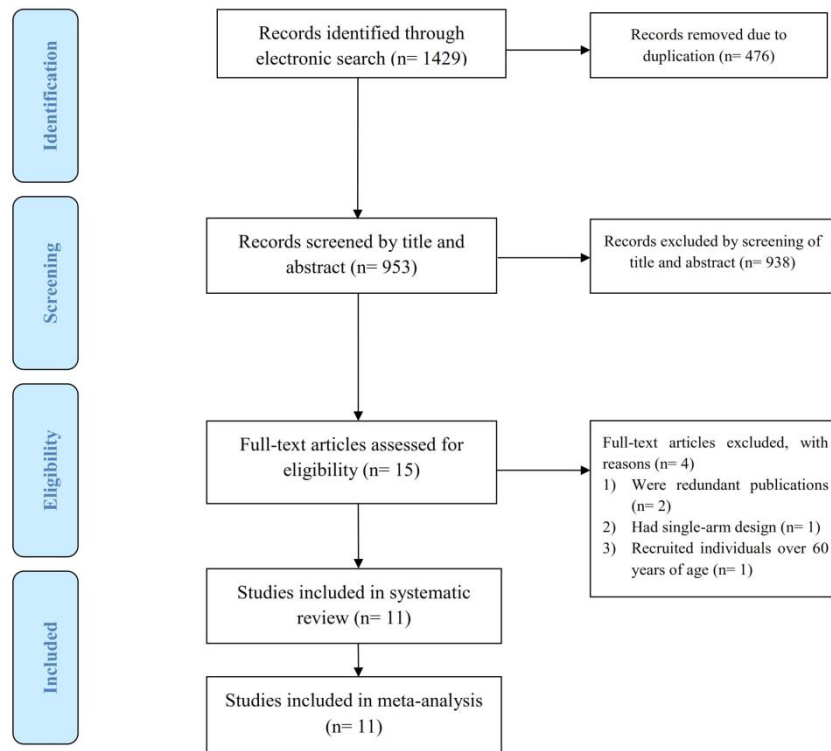 Identification
Records identified through
electronic search (n= 1429)
Records removed due to
duplication (n= 476)
Screening
Records screened by title and
abstract (n= 953)
Records excluded by screening of
title and abstract (n= 938)
Eligibility
Full-text articles assessed for
eligibility (n= 15)
Full-text articles excluded, with
reasons (n= 4)
1) Were redundant publications
(n= 2)
2) Had single-arm design (n= 1)
3) Recruited individuals over 60
years of age (n= 1)
Included
Studies included in systematic
review (n= 11)
Studies included in meta-analysis
(n= 11)